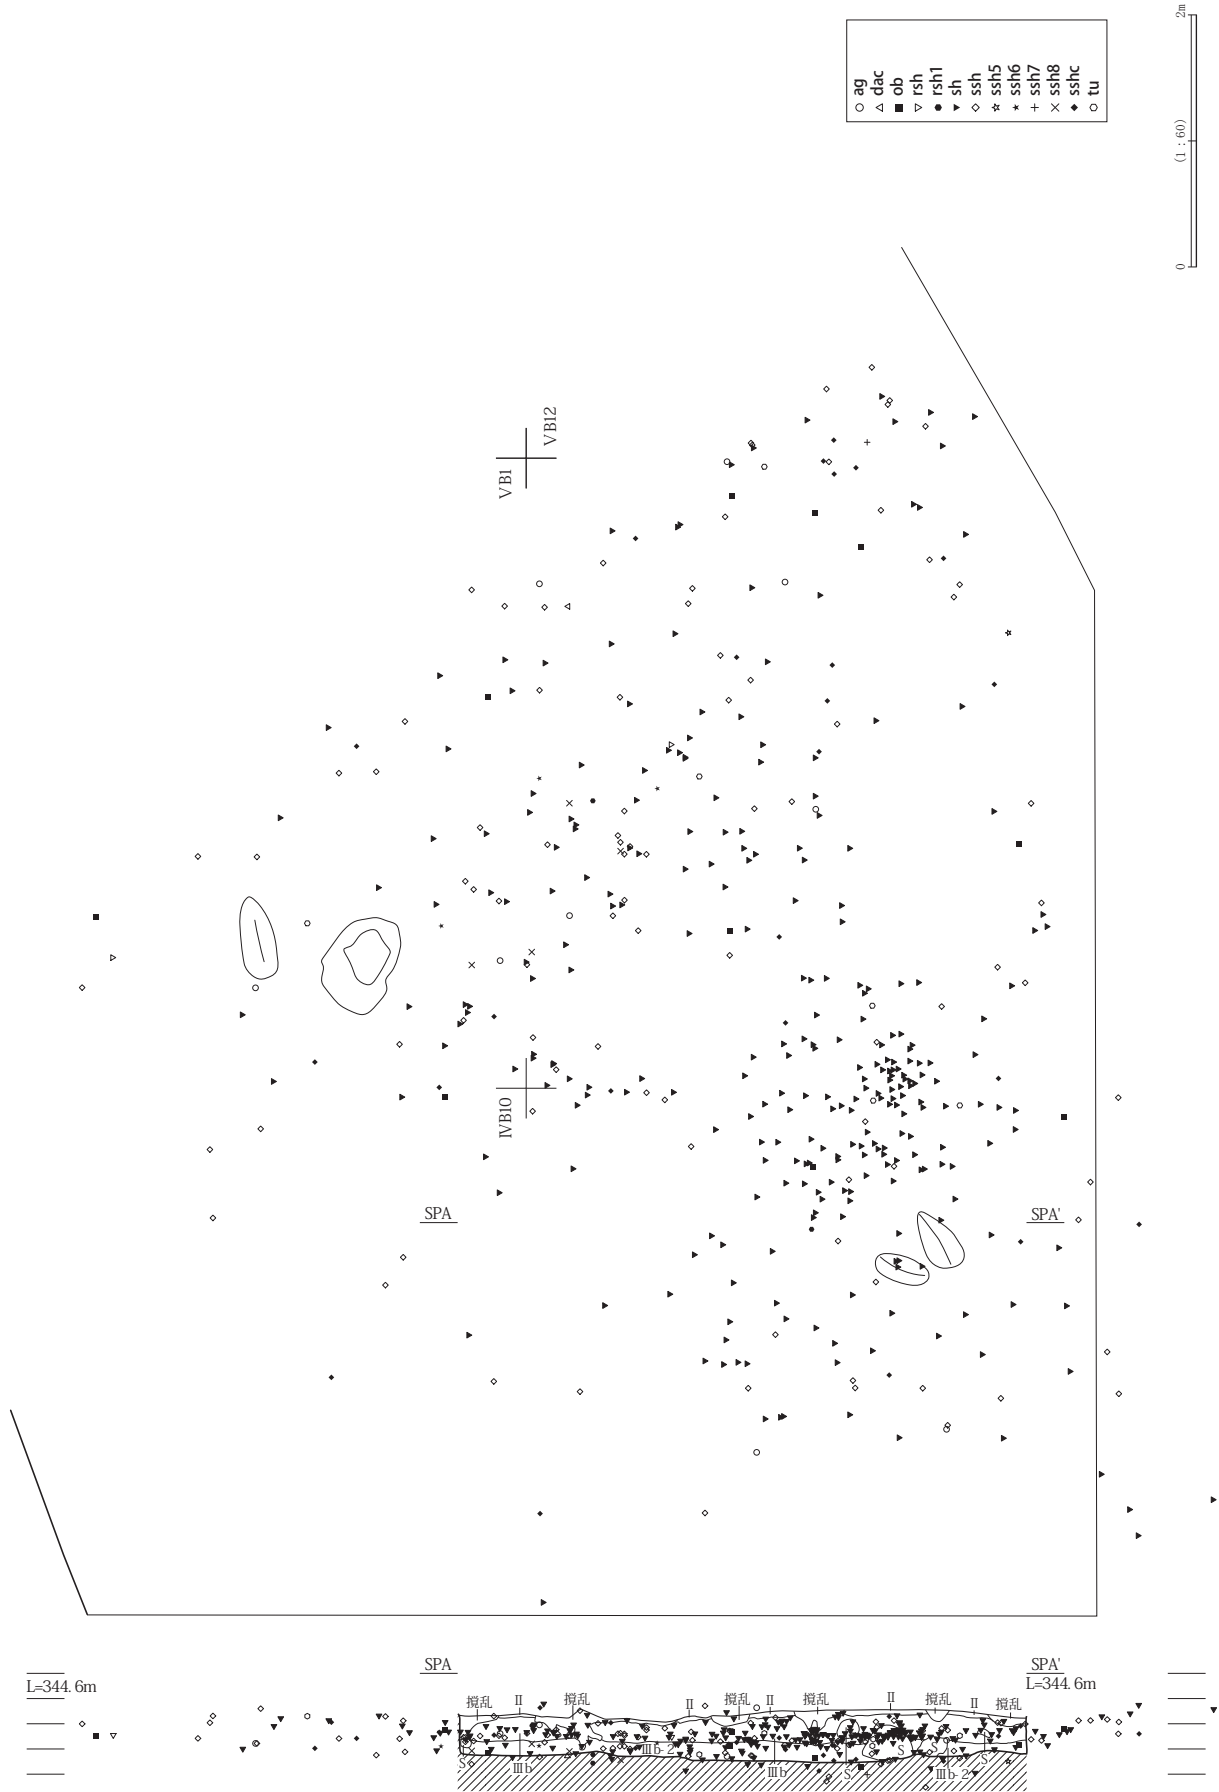 2m
(1 : 60)
0
ag
dac
ob
rsh
rsh1
sh
ssh
ssh5
ssh6
ssh7
ssh8
sshc
tu
VB1
VB12
IVB10
SPA
SPA'
SPA
SPA'
L=344. 6m
L=344. 6m
撹乱
II
撹乱
II
撹乱
II
撹乱
II
撹乱
II
撹乱
S
IIIb
IIIb-2
IIIb
S
S
S
IIIb-2
S